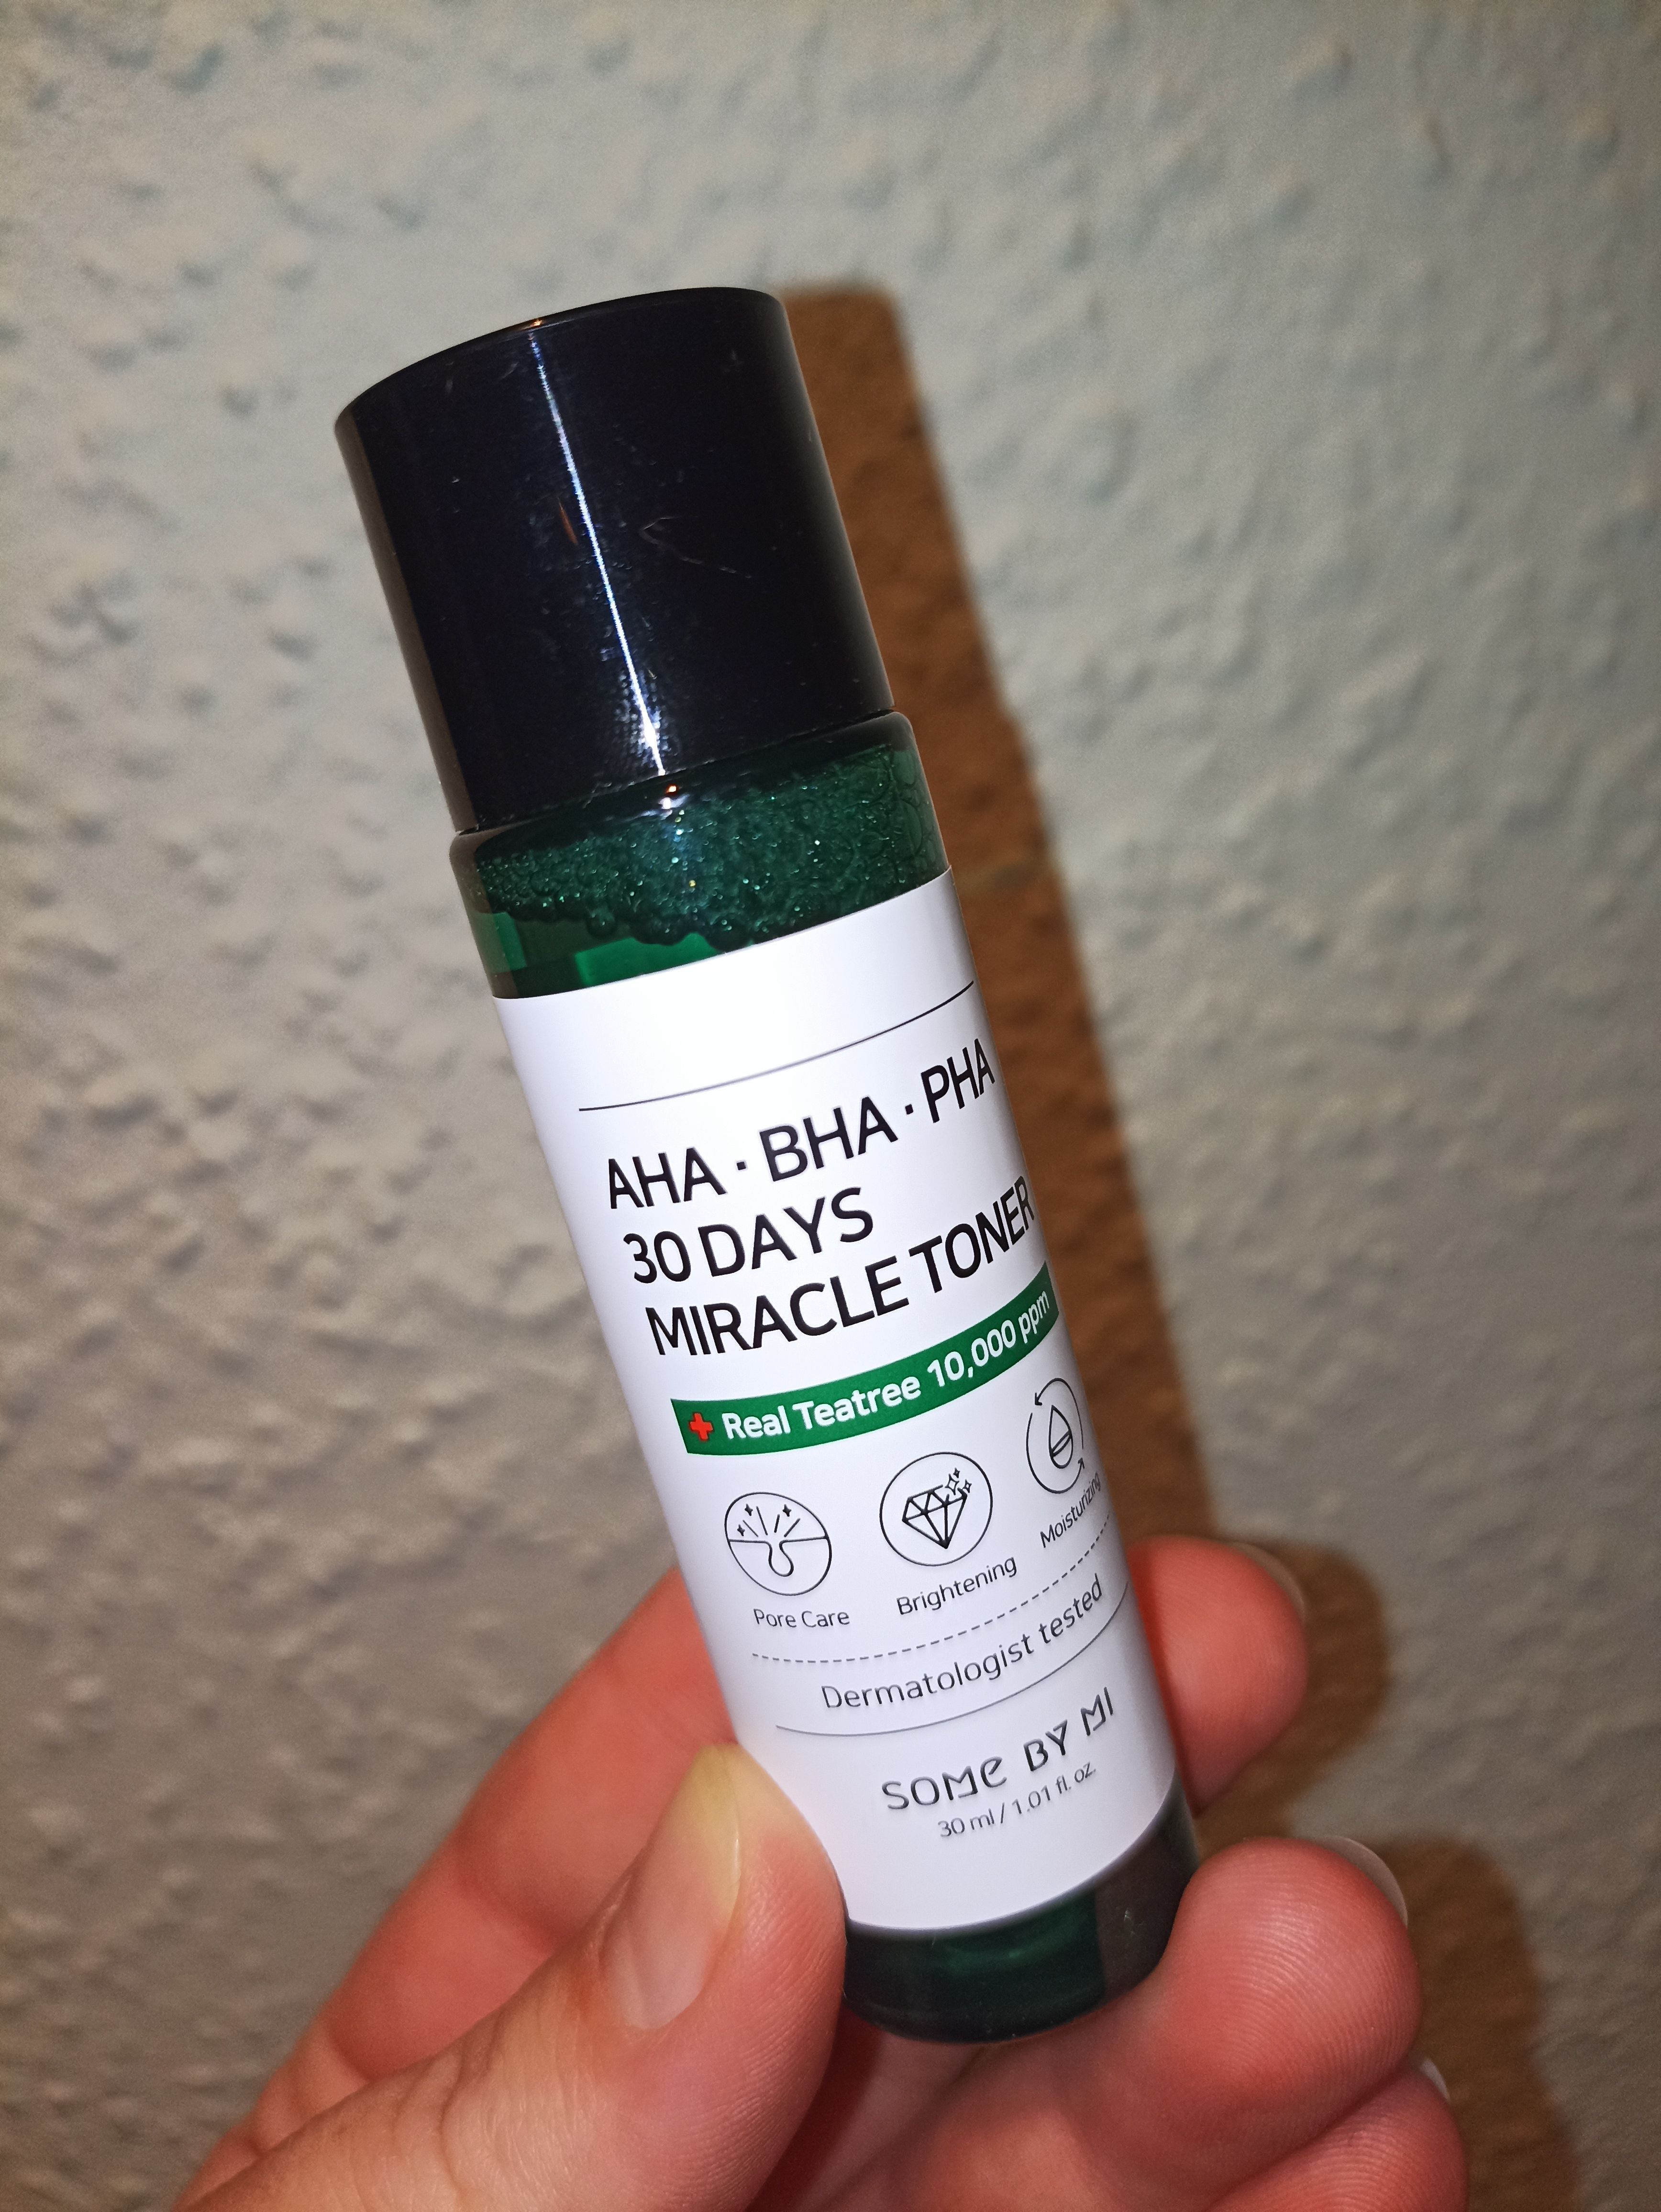 AHA · BHA · PHA
30 DAYS
MIRACLE TONER
Real Teatree 10,000 ppm
Pore Care
Brightening
Moisturizing
Dermatologist tested
SOME BY MI
30 ml / 1.01 fl. oz.